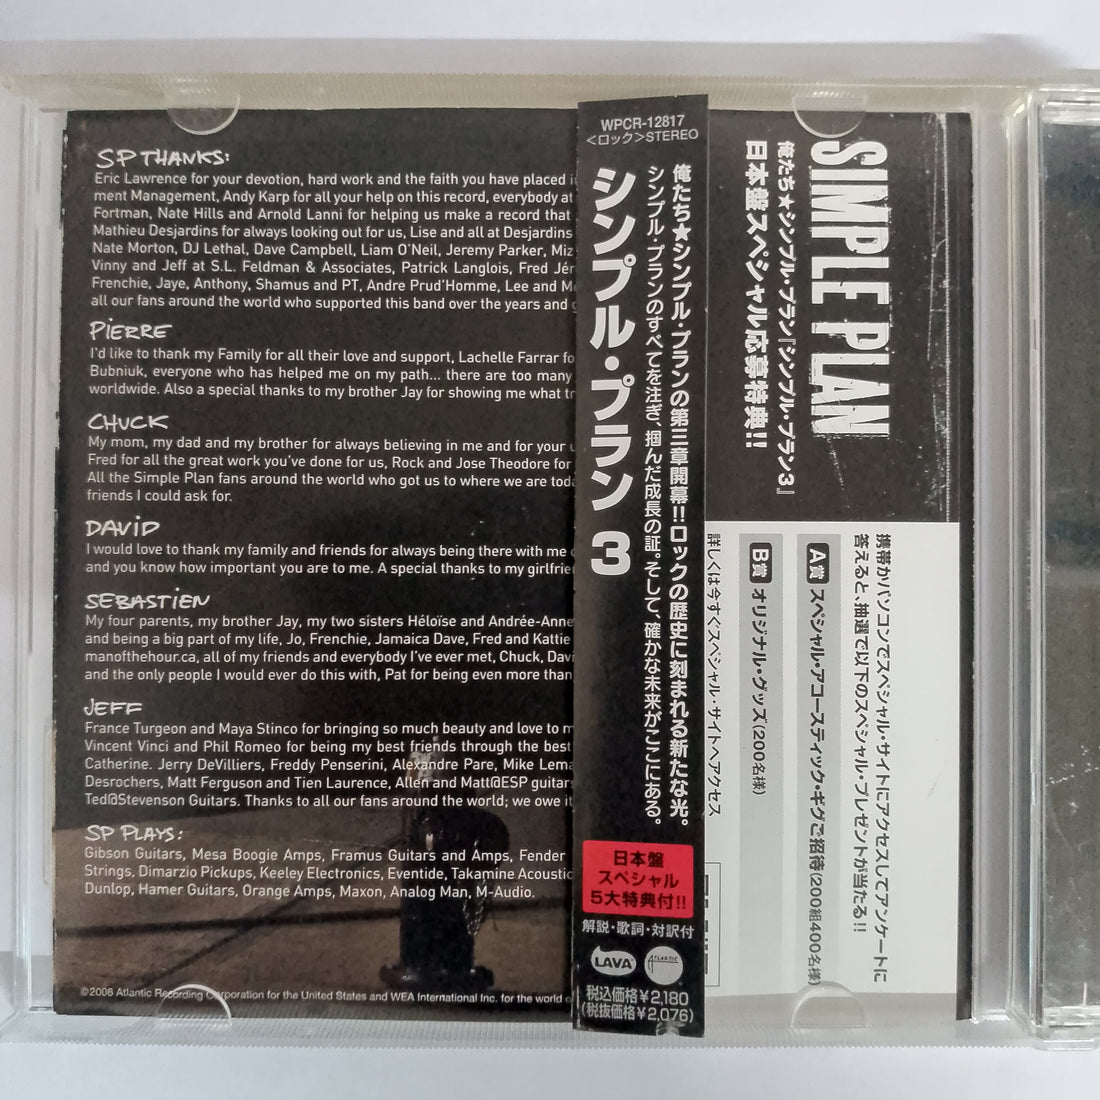 SP THANKS:
Eric Lawrence for your devotion, hard work and the faith you have placed i
ment Management, Andy Karp for all your help on this record, everybody at
Fortman, Nate Hills and Arnold Lanni for helping us make a record that
Mathieu Desjardins for always looking out for us, Lise and all at Desjardins
Nate Morton, DJ Lethal, Dave Campbell, Liam O'Neil, Jeremy Parker, Miz
Vinny and Jeff at S.L. Feldman & Associates, Patrick Langlois, Fred Jér
Frenchie, Jaye, Anthony, Shamus and PT, Andre Prud'Homme, Lee and M
all our fans around the world who supported this band over the years and
PIERRE
I'd like to thank my Family for all their love and support, Lachelle Farrar fo
Bubniuk, everyone who has helped me on my path... there are too many
worldwide. Also a special thanks to my brother Jay for showing me what tr
CHUCK
My mom, my dad and my brother for always believing in me and for your
Fred for all the great work you've done for us, Rock and Jose Theodore for
All the Simple Plan fans around the world who got us to where we are toda
friends I could ask for.
DAVID
I would love to thank my family and friends for always being there with me
and you know how important you are to me. A special thanks to my girlfrie
SEBASTIEN
My four parents, my brother Jay, my two sisters Héloïse and Andrée-Anne
and being a big part of my life, Jo, Frenchie, Jamaica Dave, Fred and Kattie
manofthehour.ca, all of my friends and everybody I've ever met, Chuck, Davi
and the only people I would ever do this with, Pat for being even more than
JEFF
France Turgeon and Maya Stinco for bringing so much beauty and love to m
Vincent Vinci and Phil Romeo for being my best friends through the best
Catherine. Jerry DeVilliers, Freddy Penserini, Alexandre Pare, Mike Lema
Desrochers, Matt Ferguson and Tien Laurence, Allen and Matt@ESP guitars
Ted@Stevenson Guitars. Thanks to all our fans around the world; we owe it
SP PLAYS:
Gibson Guitars, Mesa Boogie Amps, Framus Guitars and Amps, Fender
Strings, Dimarzio Pickups, Keeley Electronics, Eventide, Takamine Acoustic
Dunlop, Hamer Guitars, Orange Amps, Maxon, Analog Man, M-Audio.
©2008 Atlantic Recording Corporation for the United States and WEA International Inc. for the world o
WPCR-12817
<ロック>STEREO
俺たち★シンプル・プランの第三章開幕!!ロックの歴史に刻まれる新たな光。
シンプル・プランのすべてを注ぎ、掴んだ成長の証。そして、確かな未来がここにある。
シンプル・プラン 3
日本盤
スペシャル
5大特典付!!
解説・歌詞・対訳付
LAVA
ATLANTIC
税込価格¥2,180
(税抜価格¥2,076)
SIMPLE PLAN
俺たち★シンプル・プラン『シンプル・プラン3』
日本盤スペシャル応募特典!!
携帯かパソコンでスペシャル・サイトにアクセスしてアンケートに
答えると、抽選で以下のスペシャル・プレゼントが当たる!!
A賞 スペシャル・アコースティック・ギグご招待(200組400名様)
B賞 オリジナル・グッズ(200名様)
詳しくは今すぐスペシャル・サイトへアクセス